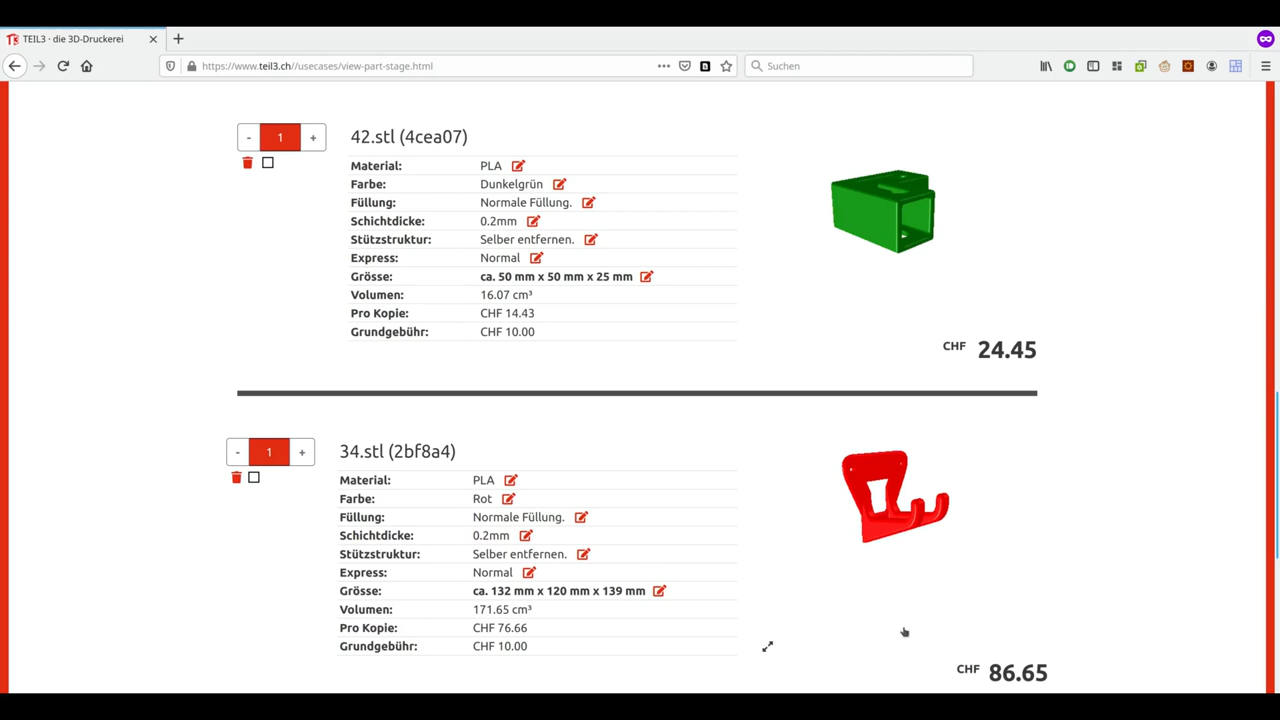 TEIL3 · die 3D-Druckerei
https://www.teil3.ch//usecases/view-part-stage.html
Suchen
- 1 +
42.stl (4cea07)
Material: PLA
Farbe: Dunkelgrün
Füllung: Normale Füllung.
Schichtdicke: 0.2mm
Stützstruktur: Selber entfernen.
Express: Normal
Grösse: ca. 50 mm x 50 mm x 25 mm
Volumen: 16.07 cm³
Pro Kopie: CHF 14.43
Grundgebühr: CHF 10.00
CHF 24.45
- 1 +
34.stl (2bf8a4)
Material: PLA
Farbe: Rot
Füllung: Normale Füllung.
Schichtdicke: 0.2mm
Stützstruktur: Selber entfernen.
Express: Normal
Grösse: ca. 132 mm x 120 mm x 139 mm
Volumen: 171.65 cm³
Pro Kopie: CHF 76.66
Grundgebühr: CHF 10.00
CHF 86.65